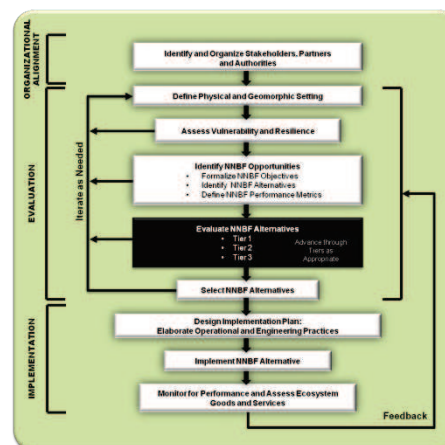 ORGANIZATIONAL
ALIGNMENT
Identify and Organize Stakeholders, Partners
and Authorities
EVALUATION
Iterate as Needed
Define Physical and Geomorphic Setting
Assess Vulnerability and Resilience
Identify NNBF Opportunities
• Formalize NNBF Objectives
• Identify NNBF Alternatives
• Define NNBF Performance Metrics
Evaluate NNBF Alternatives
• Tier 1
• Tier 2
• Tier 3
Advance through
Tiers as
Appropriate
Select NNBF Alternatives
IMPLEMENTATION
Design Implementation Plan:
Elaborate Operational and Engineering Practices
Implement NNBF Alternative
Monitor for Performance and Assess Ecosystem
Goods and Services
Feedback